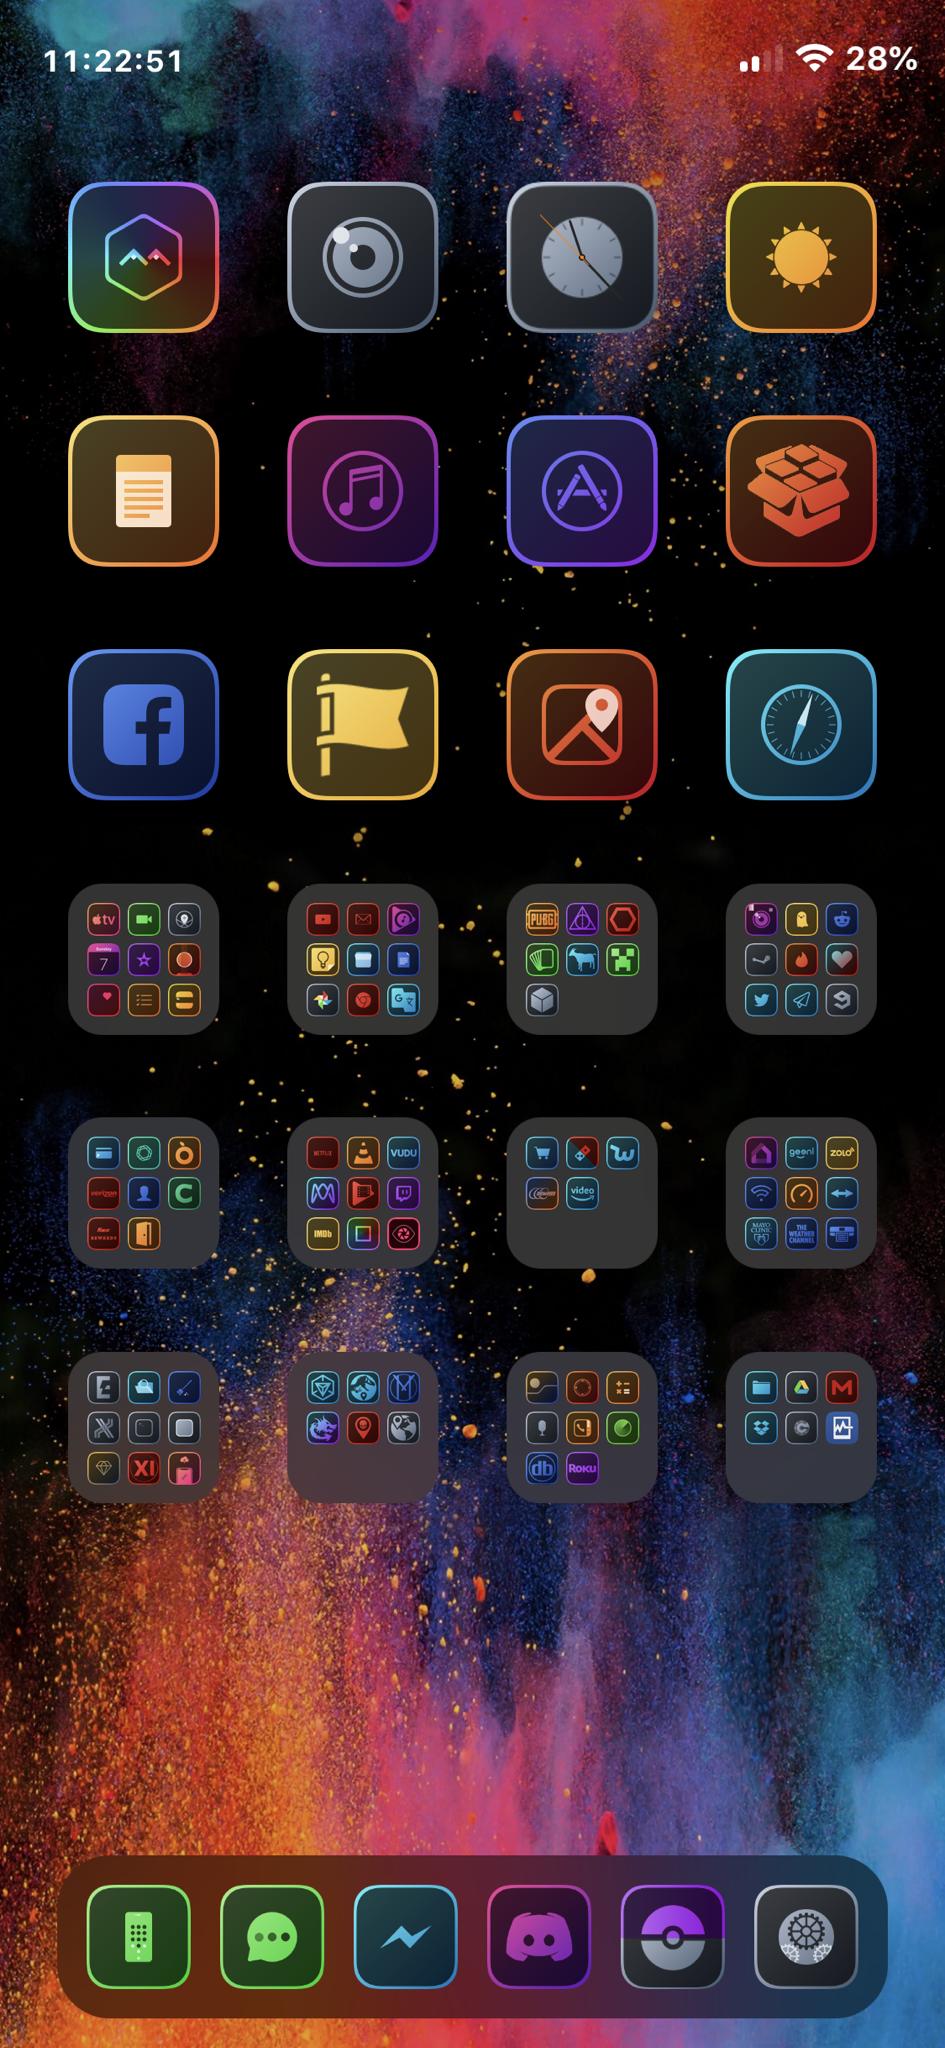 11:22:51 28%
tv
Sunday
7
PUBG
G
verizon
REWARDS
NETFLIX
VUDU
IMDb
video
geeni
ZOLO
MAYO CLINIC
THE WEATHER CHANNEL
XI
db
ROKU